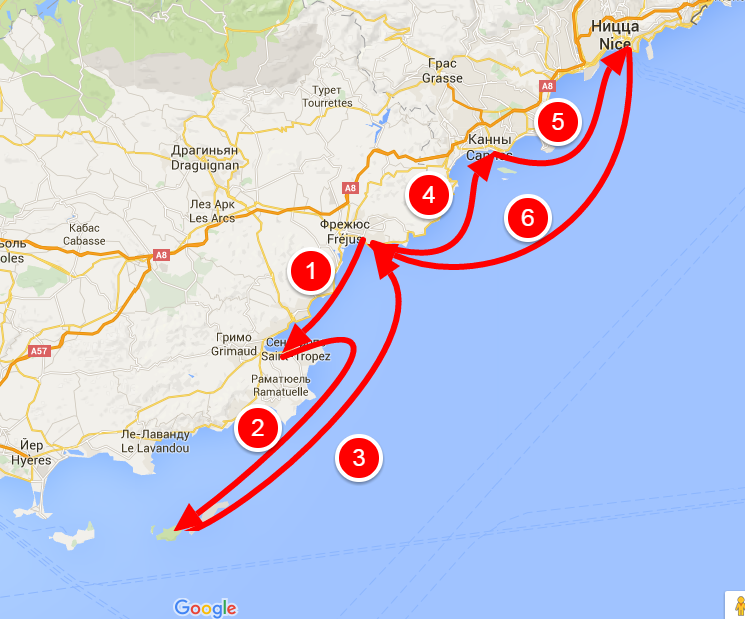 Ницца
Nice
Грас
Grasse
A8
Турет
Tourrettes
5
Канны
Cannes
Драгиньян
Draguignan
A8
4
Лез Арк
Les Arcs
6
Фрежюс
Fréjus
Кабас
Cabasse
A8
1
Гримо
Grimaud
Saint-Tropez
A57
Раматюель
Ramatuelle
2
Ле-Лаванду
Le Lavandou
Йер
Hyères
3
Google